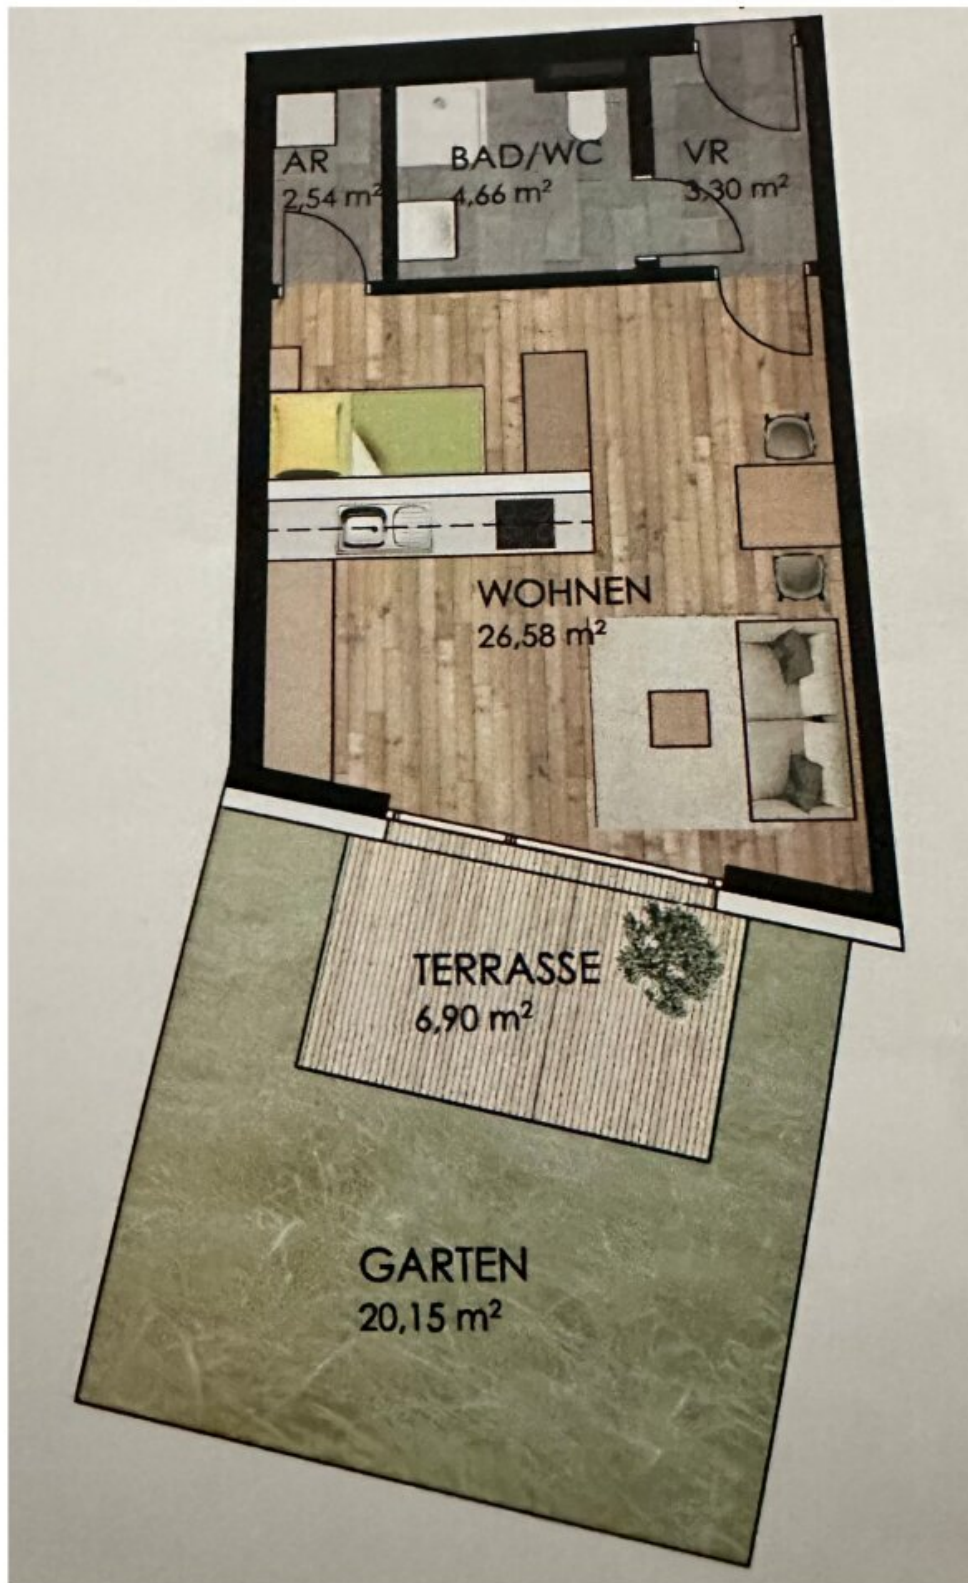 AR
2,54 m²
BAD/WC
4,66 m²
VR
3,30 m²
WOHNEN
26,58 m²
TERRASSE
6,90 m²
GARTEN
20,15 m²